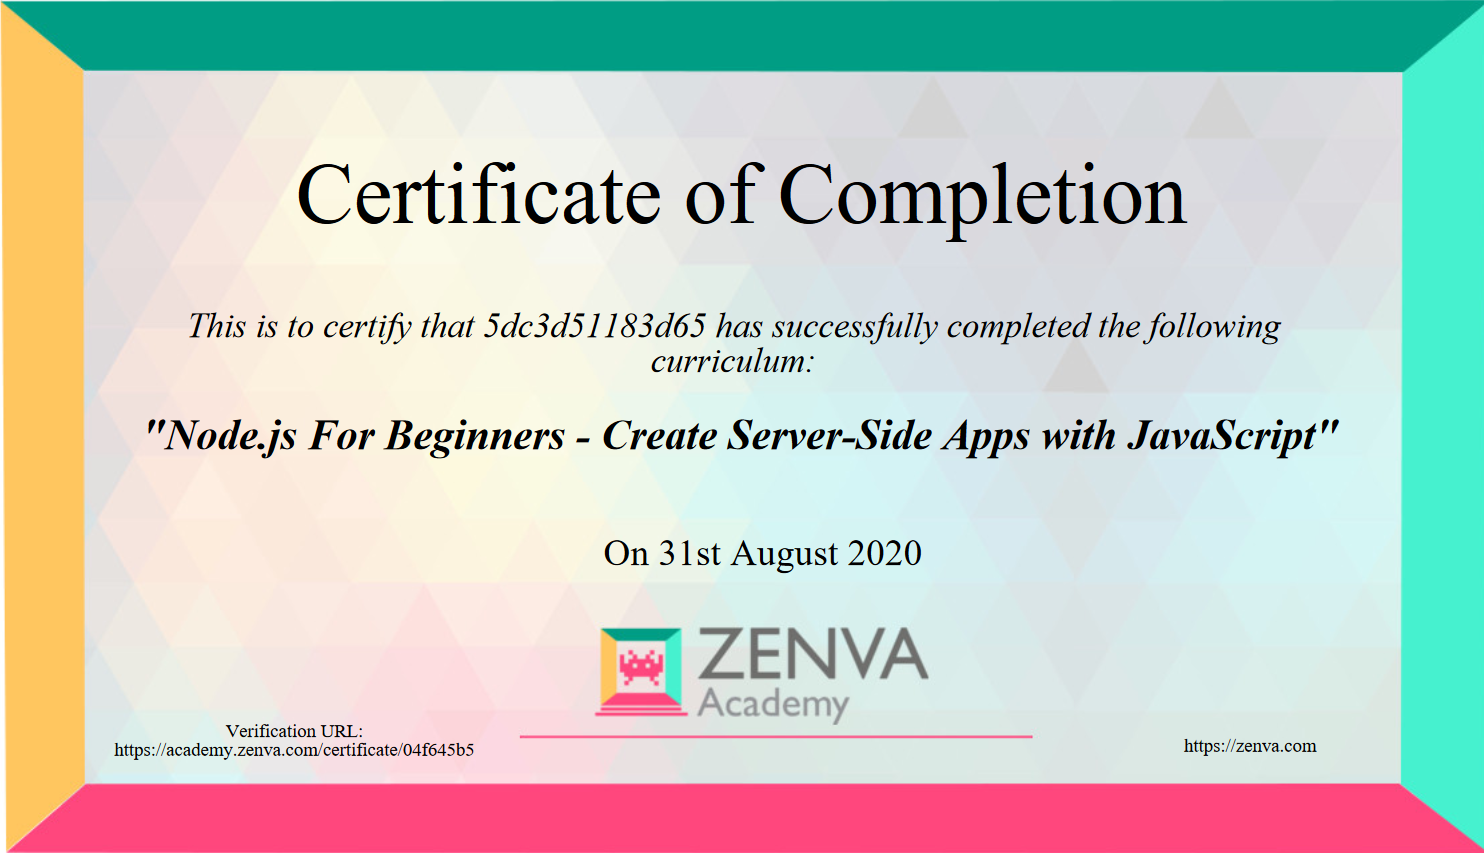 Certificate of Completion
This is to certify that 5dc3d51183d65 has successfully completed the following
curriculum:
"Node.js For Beginners - Create Server-Side Apps with JavaScript"
On 31st August 2020
ZENVA
Academy
Verification URL:
https://academy.zenva.com/certificate/04f645b5
https://zenva.com